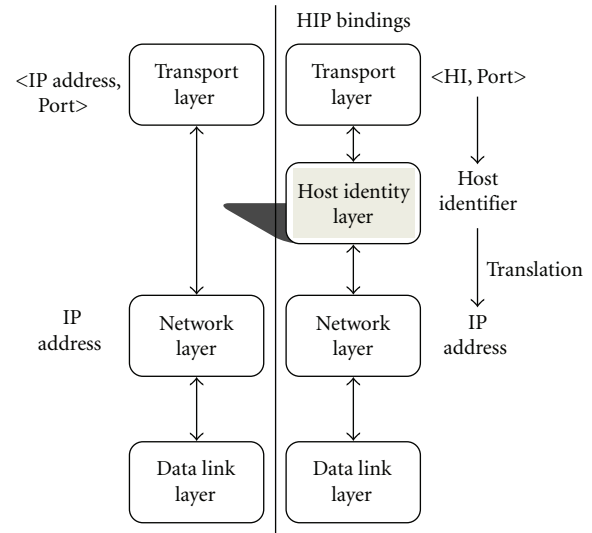 HIP bindings
<IP address,
Port>
Transport
layer
Transport
layer
<HI, Port>
Host identity
layer
Host
identifier
Translation
IP
address
Network
layer
Network
layer
IP
address
Data link
layer
Data link
layer